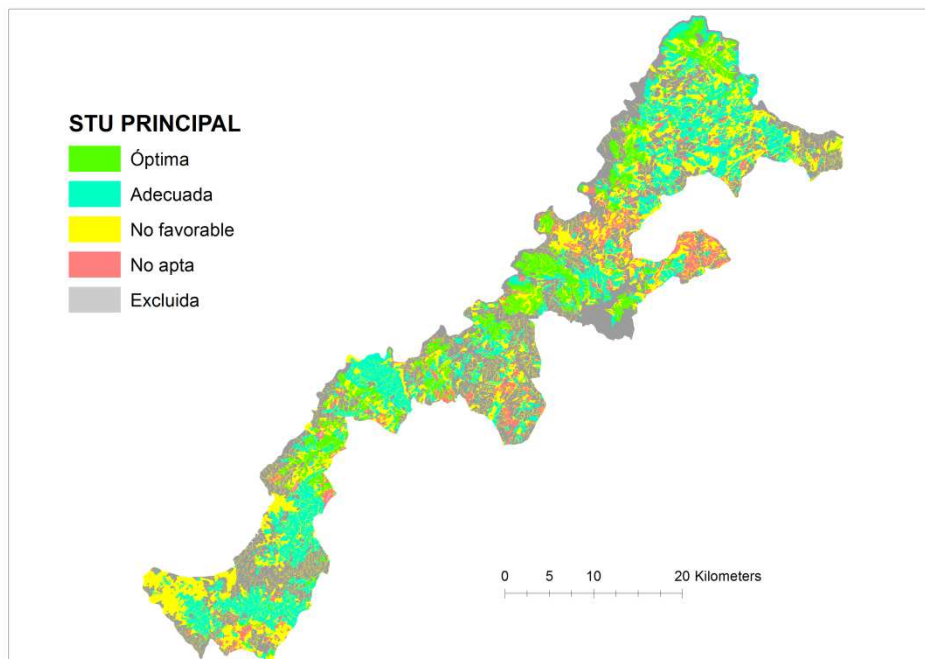 STU PRINCIPAL
Óptima
Adecuada
No favorable
No apta
Excluida
0 5 10 20 Kilometers